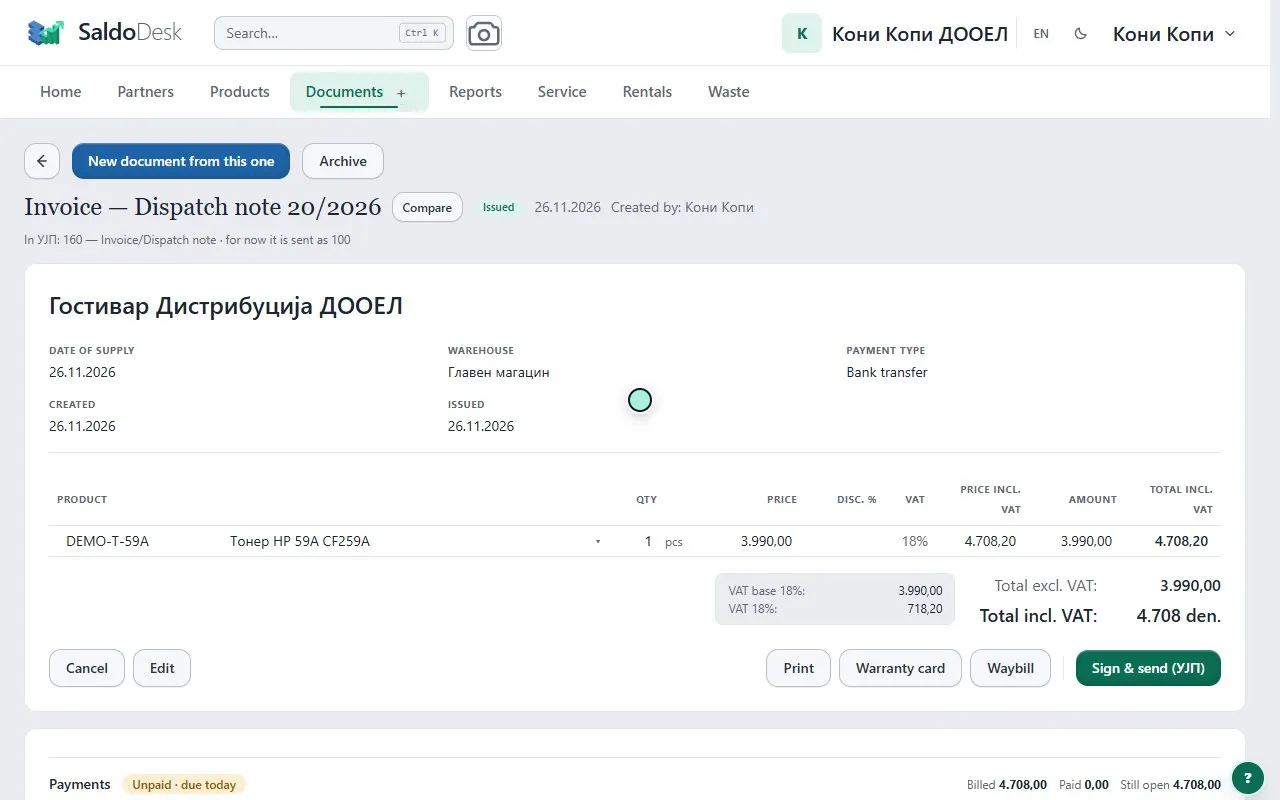 SaldoDesk
Search... Ctrl K
K Кони Копи ДООЕЛ EN Кони Копи
Home Partners Products Documents + Reports Service Rentals Waste
New document from this one Archive
Invoice — Dispatch note 20/2026 Compare Issued 26.11.2026 Created by: Кони Копи
In УЈП: 160 — Invoice/Dispatch note · for now it is sent as 100
Гостивар Дистрибуција ДООЕЛ
DATE OF SUPPLY WAREHOUSE PAYMENT TYPE
26.11.2026 Главен магацин Bank transfer
CREATED ISSUED
26.11.2026 26.11.2026
PRODUCT QTY PRICE DISC. % VAT PRICE INCL. VAT AMOUNT TOTAL INCL. VAT
DEMO-T-59A Тонер HP 59A CF259A 1 pcs 3.990,00 18% 4.708,20 3.990,00 4.708,20
VAT base 18%: 3.990,00 Total excl. VAT: 3.990,00
VAT 18%: 718,20 Total incl. VAT: 4.708 den.
Cancel Edit Print Warranty card Waybill Sign & send (УЈП)
Payments Unpaid · due today Billed 4.708,00 Paid 0,00 Still open 4.708,00 ?